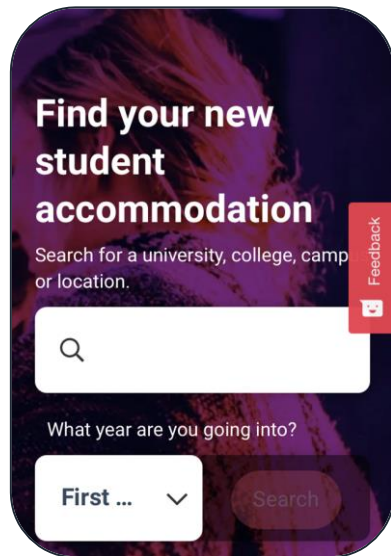 Find your new
student
accommodation
Search for a university, college, camp
or location.
Feedback
What year are you going into?
First ...
Search